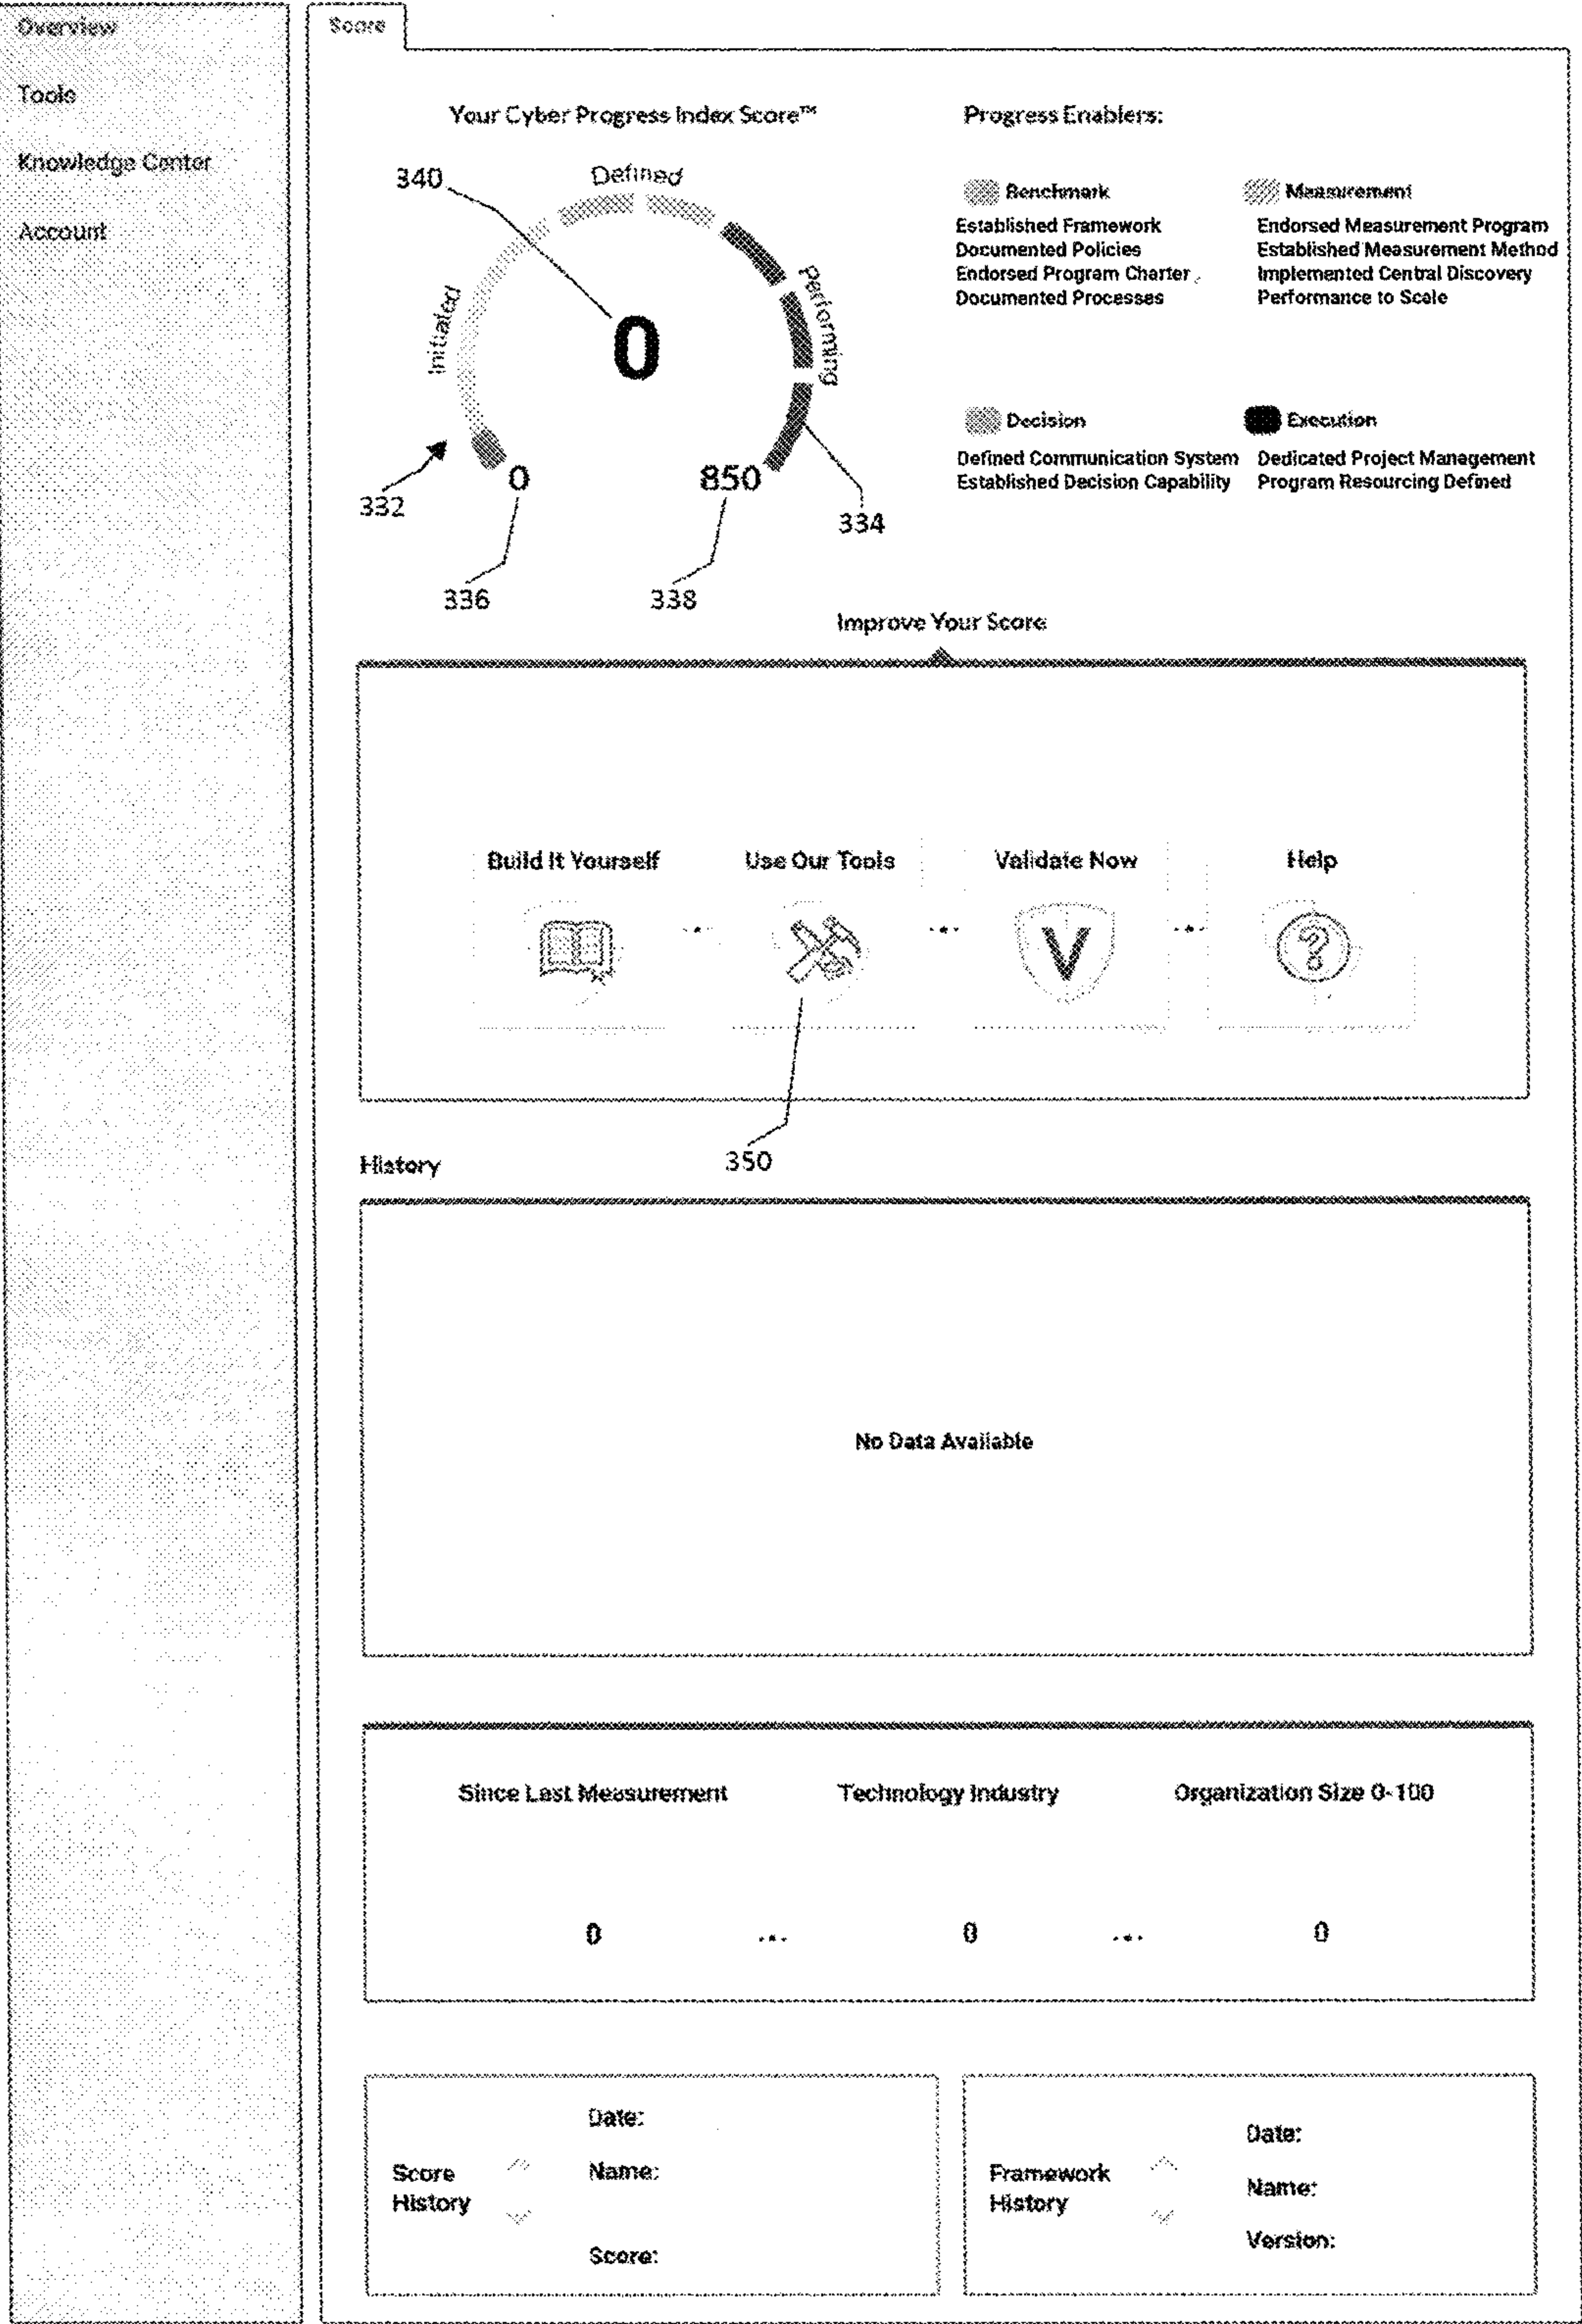 Overview
Tools
Knowledge Center
Account
Score
Your Cyber Progress Index Score™
340
Defined
Initiated
Performing
0
0
850
332
334
336
338
Progress Enablers:
Benchmark
Established Framework
Documented Policies
Endorsed Program Charter
Documented Processes
Measurement
Endorsed Measurement Program
Established Measurement Method
Implemented Central Discovery
Performance to Scale
Decision
Defined Communication System
Established Decision Capability
Execution
Dedicated Project Management
Program Resourcing Defined
Improve Your Score
Build It Yourself
Use Our Tools
Validate Now
Help
V
?
350
History
No Data Available
Since Last Measurement
Technology Industry
Organization Size 0-100
0
...
0
...
0
Score
History
Date:
Name:
Score:
Framework
History
Date:
Name:
Version: